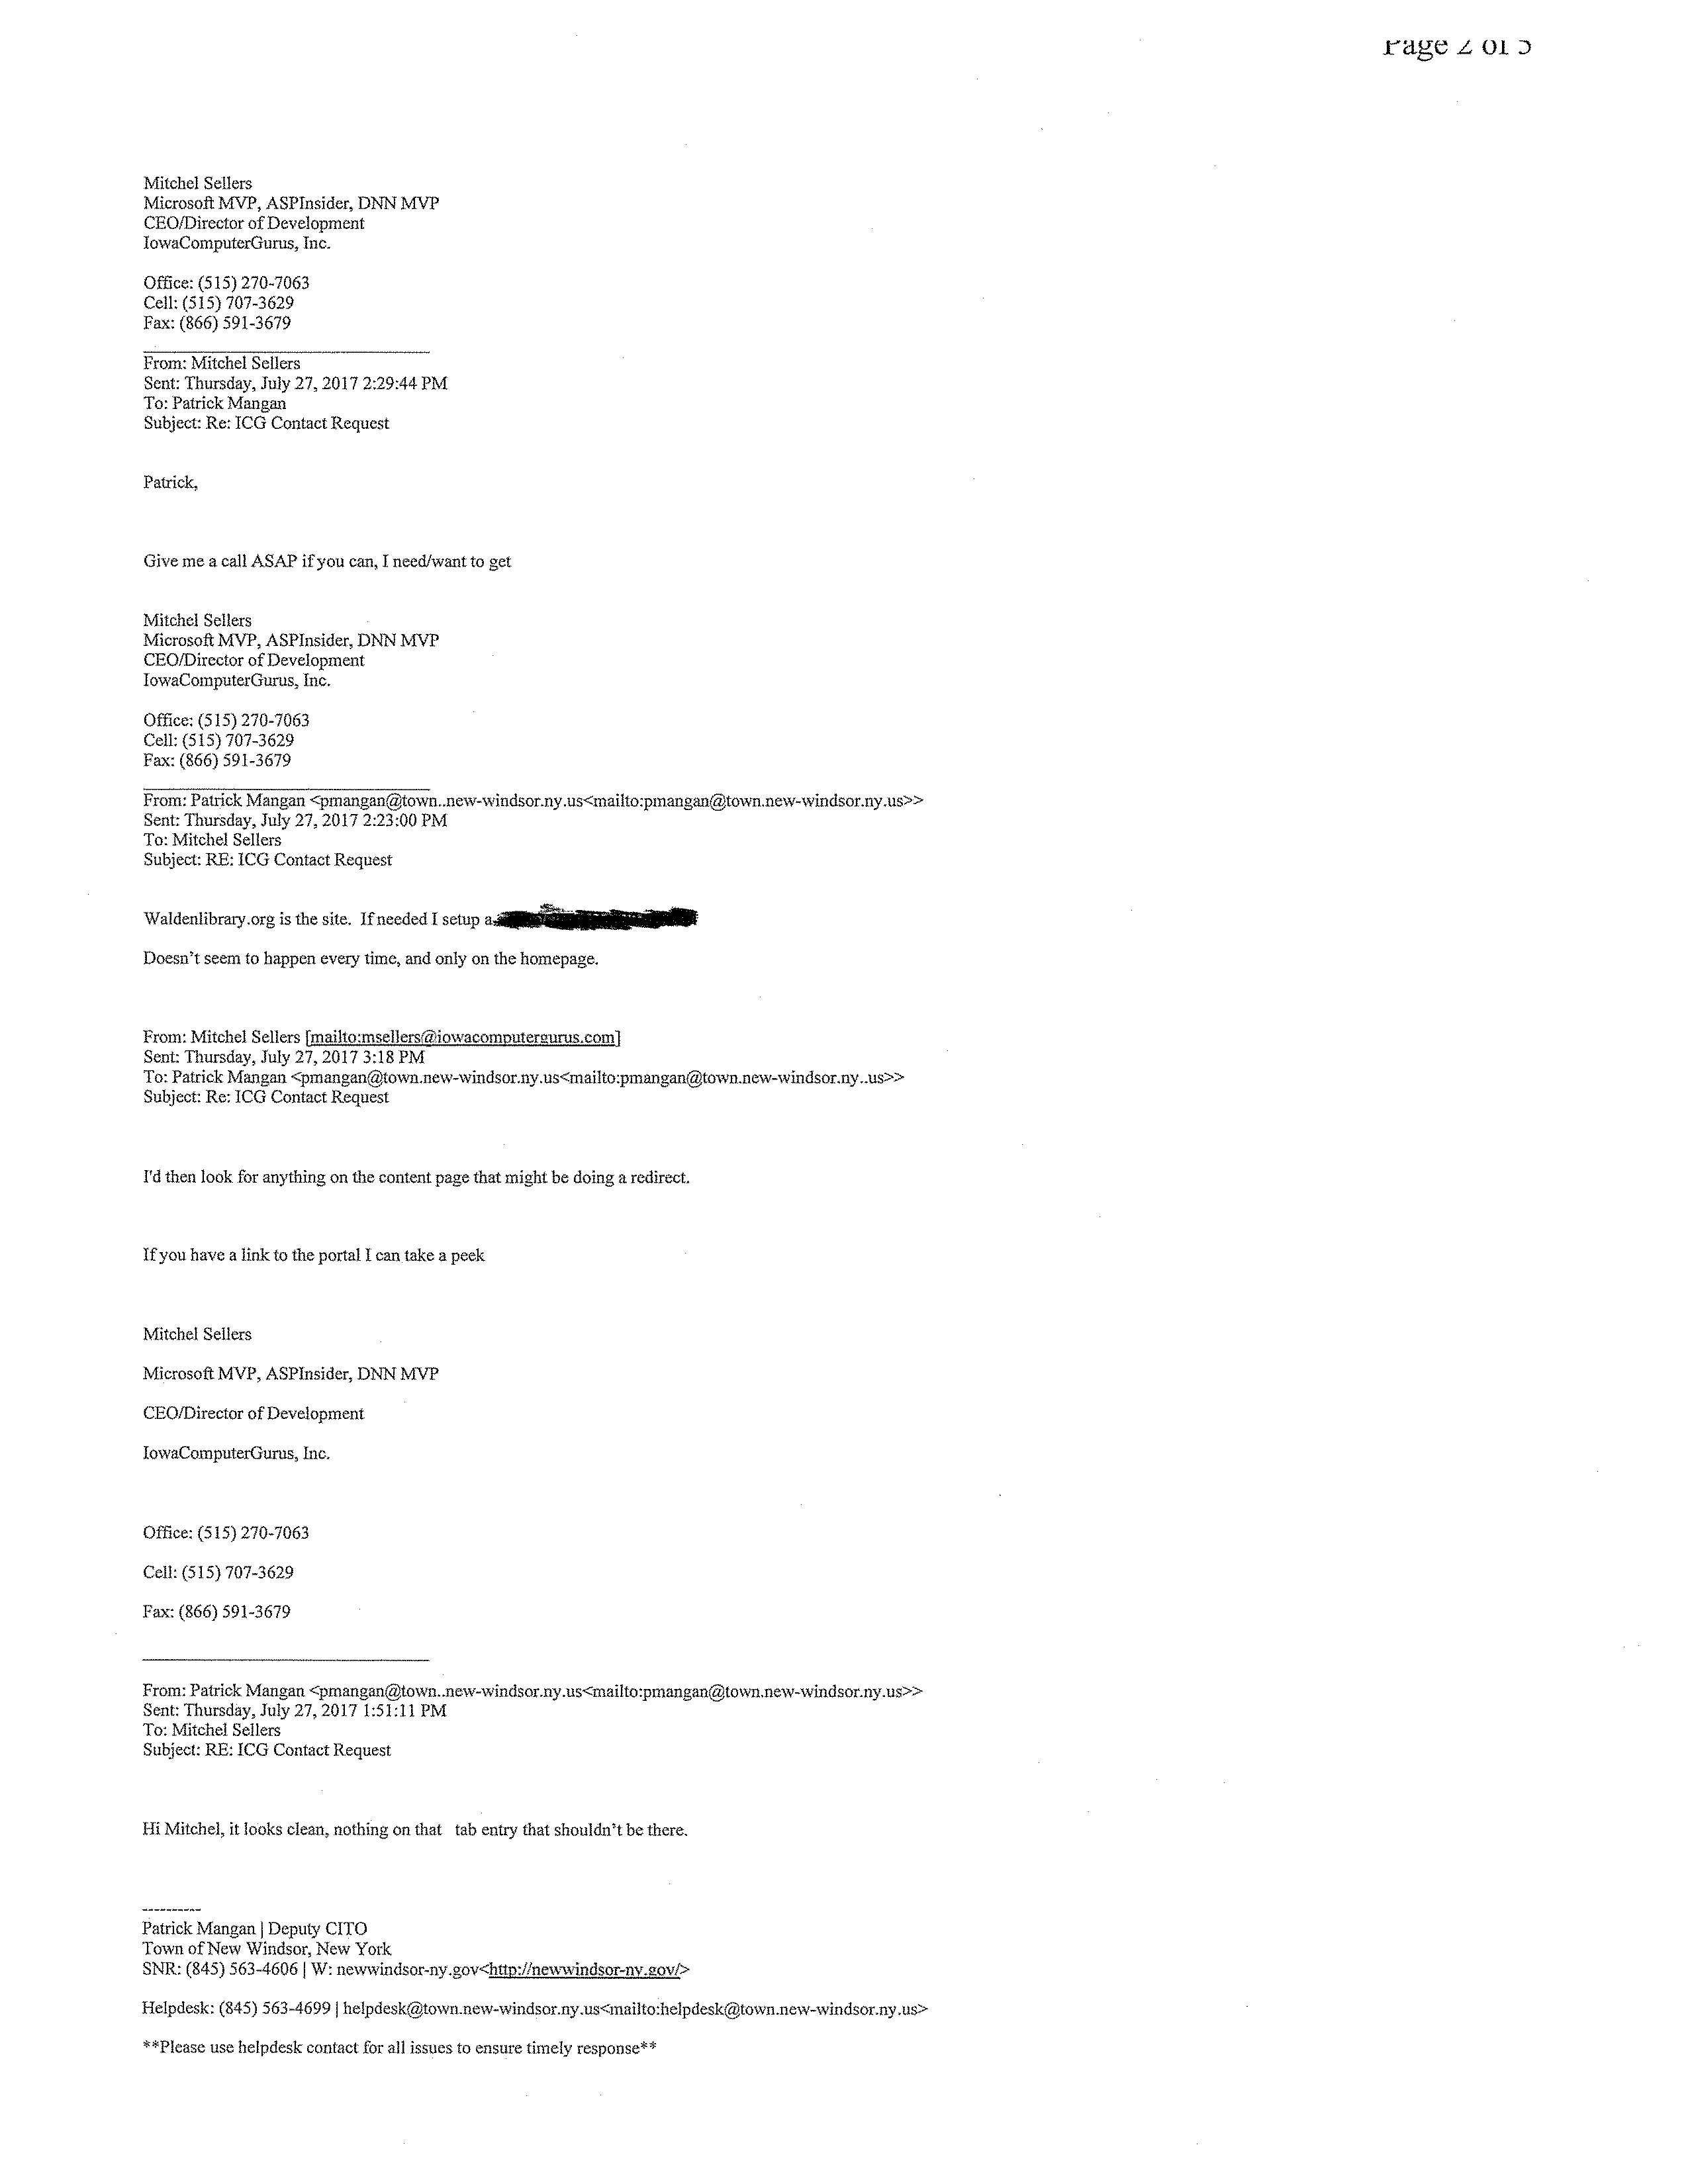 Page 2 of 5
Mitchel Sellers
Microsoft MVP, ASPInsider, DNN MVP
CEO/Director of Development
IowaComputerGurus, Inc.
Office: (515) 270-7063
Cell: (515) 707-3629
Fax: (866) 591-3679
From: Mitchel Sellers
Sent: Thursday, July 27, 2017 2:29:44 PM
To: Patrick Mangan
Subject: Re: ICG Contact Request
Patrick,
Give me a call ASAP if you can, I need/want to get
Mitchel Sellers
Microsoft MVP, ASPInsider, DNN MVP
CEO/Director of Development
IowaComputerGurus, Inc.
Office: (515) 270-7063
Cell: (515) 707-3629
Fax: (866) 591-3679
From: Patrick Mangan <pmangan@town..new-windsor.ny.us<mailto:pmangan@town.new-windsor.ny.us>>
Sent: Thursday, July 27, 2017 2:23:00 PM
To: Mitchel Sellers
Subject: RE: ICG Contact Request
Waldenlibrary.org is the site. If needed I setup a
Doesn't seem to happen every time, and only on the homepage.
From: Mitchel Sellers [mailto:msellers@iowacomputergurus.com]
Sent: Thursday, July 27, 2017 3:18 PM
To: Patrick Mangan <pmangan@town.new-windsor.ny.us<mailto:pmangan@town.new-windsor.ny..us>>
Subject: Re: ICG Contact Request
I'd then look for anything on the content page that might be doing a redirect.
If you have a link to the portal I can take a peek
Mitchel Sellers
Microsoft MVP, ASPInsider, DNN MVP
CEO/Director of Development
IowaComputerGurus, Inc.
Office: (515) 270-7063
Cell: (515) 707-3629
Fax: (866) 591-3679
From: Patrick Mangan <pmangan@town..new-windsor.ny.us<mailto:pmangan@town.new-windsor.ny.us>>
Sent: Thursday, July 27, 2017 1:51:11 PM
To: Mitchel Sellers
Subject: RE: ICG Contact Request
Hi Mitchel, it looks clean, nothing on that tab entry that shouldn't be there.
----------
Patrick Mangan | Deputy CITO
Town of New Windsor, New York
SNR: (845) 563-4606 | W: newwindsor-ny.gov<http://newwindsor-ny.gov/>
Helpdesk: (845) 563-4699 | helpdesk@town.new-windsor.ny.us<mailto:helpdesk@town.new-windsor.ny.us>
**Please use helpdesk contact for all issues to ensure timely response**